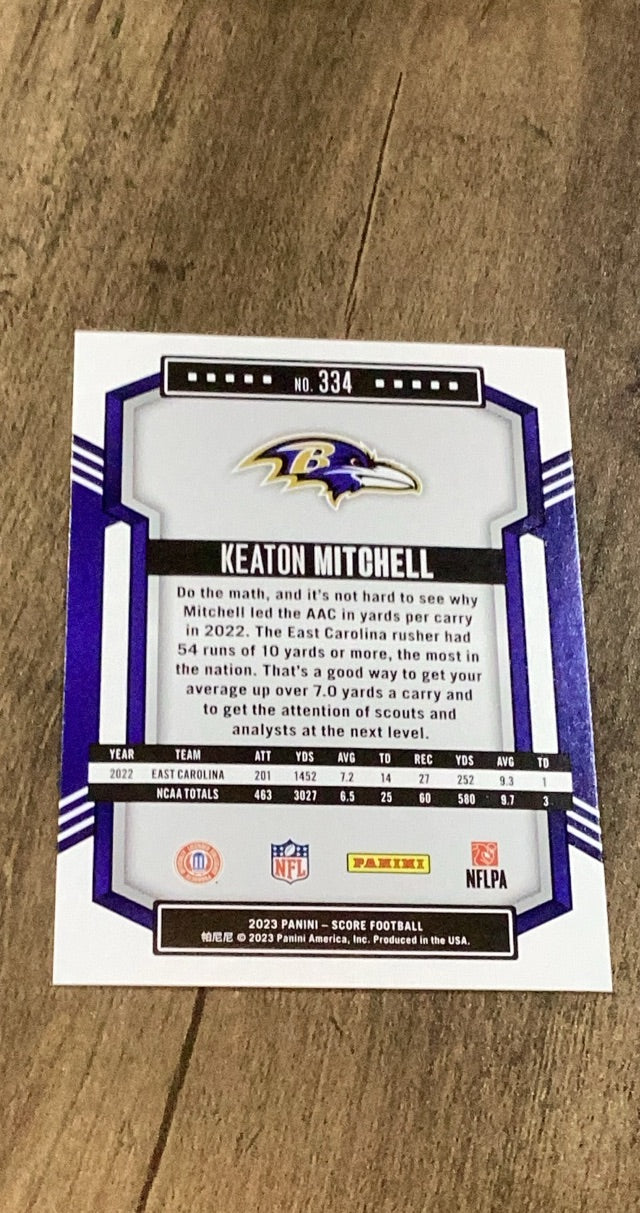 NO. 334
B
KEATON MITCHELL
Do the math, and it's not hard to see why
Mitchell led the AAC in yards per carry
in 2022. The East Carolina rusher had
54 runs of 10 yards or more, the most in
the nation. That's a good way to get your
average up over 7.0 yards a carry and
to get the attention of scouts and
analysts at the next level.
YEAR TEAM ATT YDS AVG TD REC YDS AVG TD
2022 EAST CAROLINA 201 1452 7.2 14 27 252 9.3 1
NCAA TOTALS 463 3027 6.5 25 60 580 9.7 3
NFL
PANINI
NFLPA
2023 PANINI – SCORE FOOTBALL
帕尼尼 © 2023 Panini America, Inc. Produced in the USA.